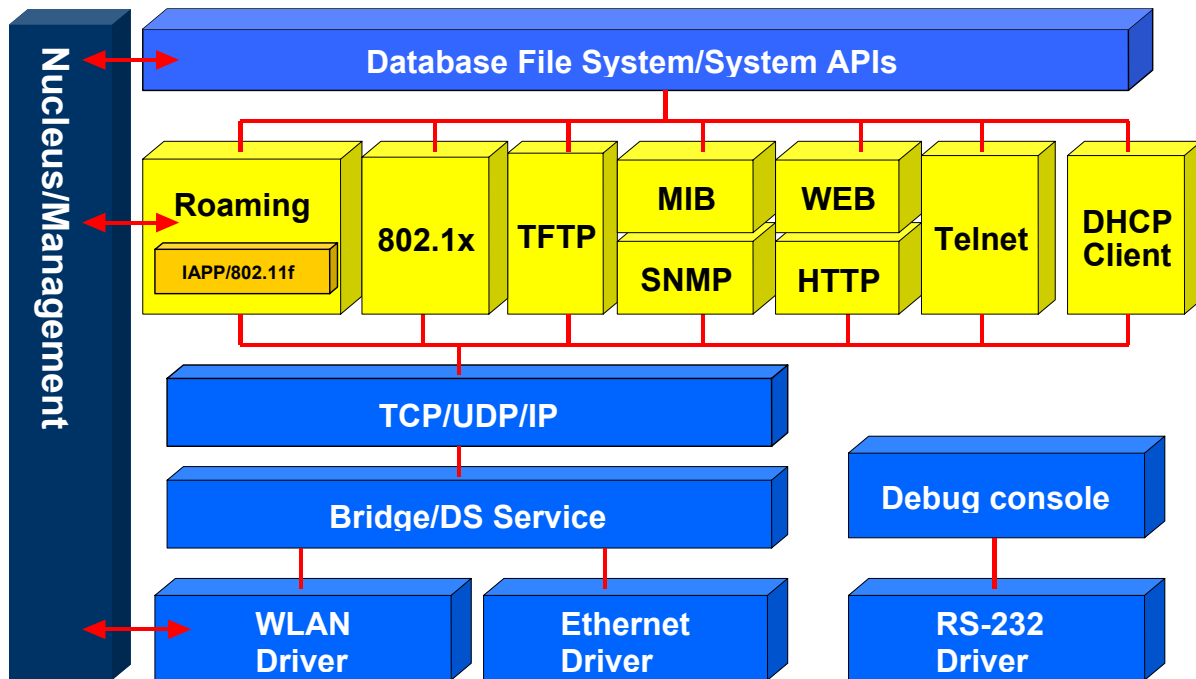 Nucleus/Management
Database File System/System APIs
Roaming
IAPP/802.11f
802.1x
TFTP
MIB
SNMP
WEB
HTTP
Telnet
DHCP
Client
TCP/UDP/IP
Bridge/DS Service
Debug console
WLAN
Driver
Ethernet
Driver
RS-232
Driver